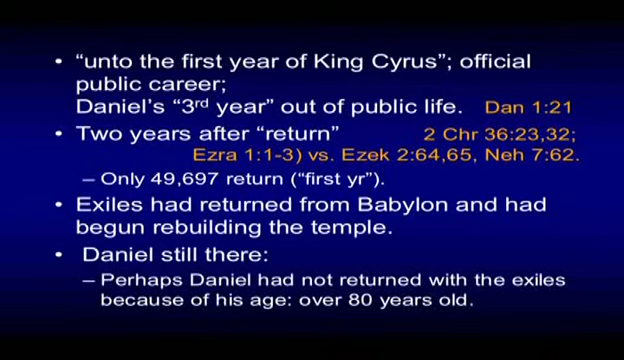 • “unto the first year of King Cyrus”; official
public career;
Daniel’s “3rd year” out of public life. Dan 1:21
• Two years after “return” 2 Chr 36:23,32;
Ezra 1:1-3) vs. Ezek 2:64,65, Neh 7:62.
– Only 49,697 return (“first yr”).
• Exiles had returned from Babylon and had
begun rebuilding the temple.
• Daniel still there:
– Perhaps Daniel had not returned with the exiles
because of his age: over 80 years old.